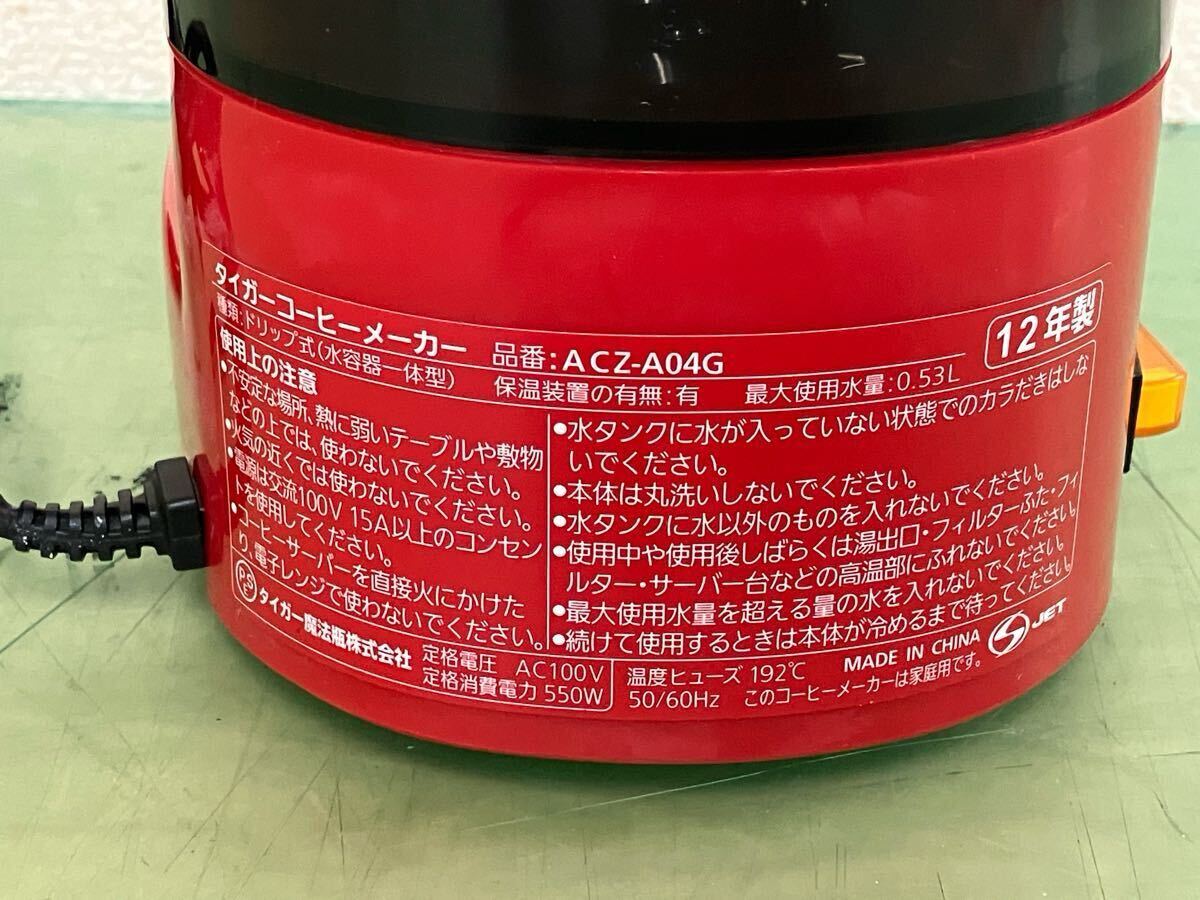 タイガーコーヒーメーカー 品番:ACZ-A04G
12年製
種類:ドリップ式(水容器一体型) 保温装置の有無:有 最大使用水量:0.53L
使用上の注意
•不安定な場所、熱に弱いテーブルや敷物
などの上では、使わないでください。
•火気の近くでは使わないでください。
•電源は交流100V 15A以上のコンセン
トを使用してください。
•コーヒーサーバーを直接火にかけた
り、電子レンジで使わないでください。
•水タンクに水が入っていない状態でのカラだきはしな
いでください。
•本体は丸洗いしないでください。
•水タンクに水以外のものを入れないでください。
•使用中や使用後しばらくは湯出口・フィルターふた・フィ
ルター・サーバー台などの高温部にふれないでください。
•最大使用水量を超える量の水を入れないでください。
•続けて使用するときは本体が冷めるまで待ってください。
PSE タイガー魔法瓶株式会社
定格電圧 AC100V
定格消費電力 550W
温度ヒューズ 192℃
50/60Hz
MADE IN CHINA
このコーヒーメーカーは家庭用です。
S JET